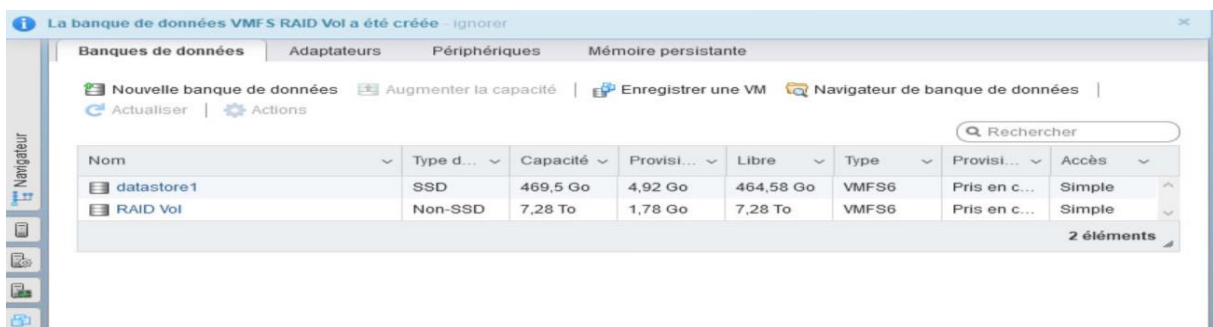 La banque de données VMFS RAID Vol a été créée - ignorer
Banques de données Adaptateurs Périphériques Mémoire persistante
Nouvelle banque de données Augmenter la capacité | Enregistrer une VM Navigateur de banque de données |
Actualiser | Actions
Rechercher
Navigateur
Nom Type d... Capacité Provisi... Libre Type Provisi... Accès
datastore1 SSD 469,5 Go 4,92 Go 464,58 Go VMFS6 Pris en c... Simple
RAID Vol Non-SSD 7,28 To 1,78 Go 7,28 To VMFS6 Pris en c... Simple
2 éléments